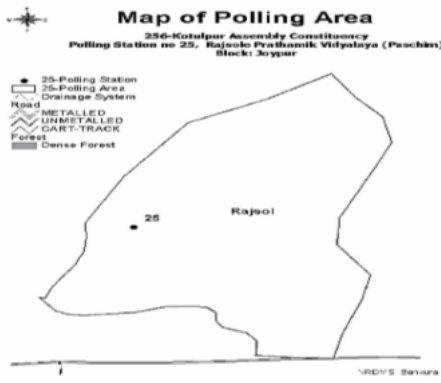 Map of Polling Area
256-Kotulpur Assembly Constituency
Polling Station no 25, Rajsole Prathamik Vidyalaya (Paschim)
Block: Joypur
25-Polling Station
25-Polling Area
Drainage System
Road
METALLED
UNMETALLED
CART-TRACK
Forest
Dense Forest
25
Rajsol
NRDMS Bankura